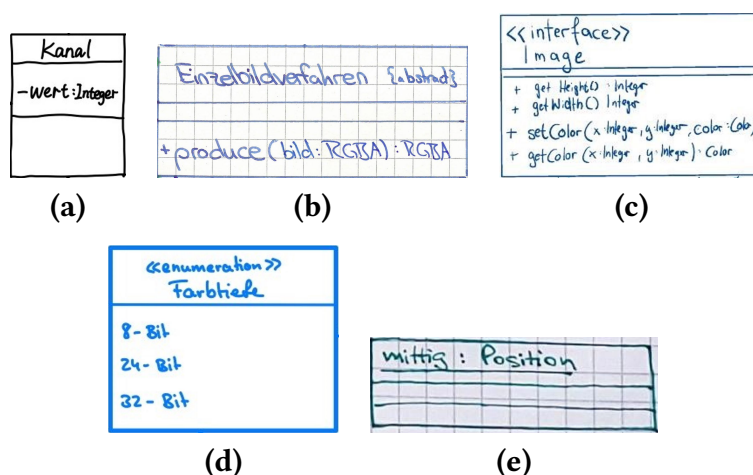 Kanal
-wert:Integer
(a)
Einzelbildverfahren {abstract}
+ produce(bild: RGBA): RGBA
(b)
<<interface>>
Image
+ getHeight() : Integer
+ getWidth() Integer
+ setColor (x:Integer, y:Integer, color:Color
+ getColor (x:Integer, y:Integer): Color
(c)
<<enumeration>>
Farbtiefe
8-Bit
24-Bit
32-Bit
(d)
mittig : Position
(e)